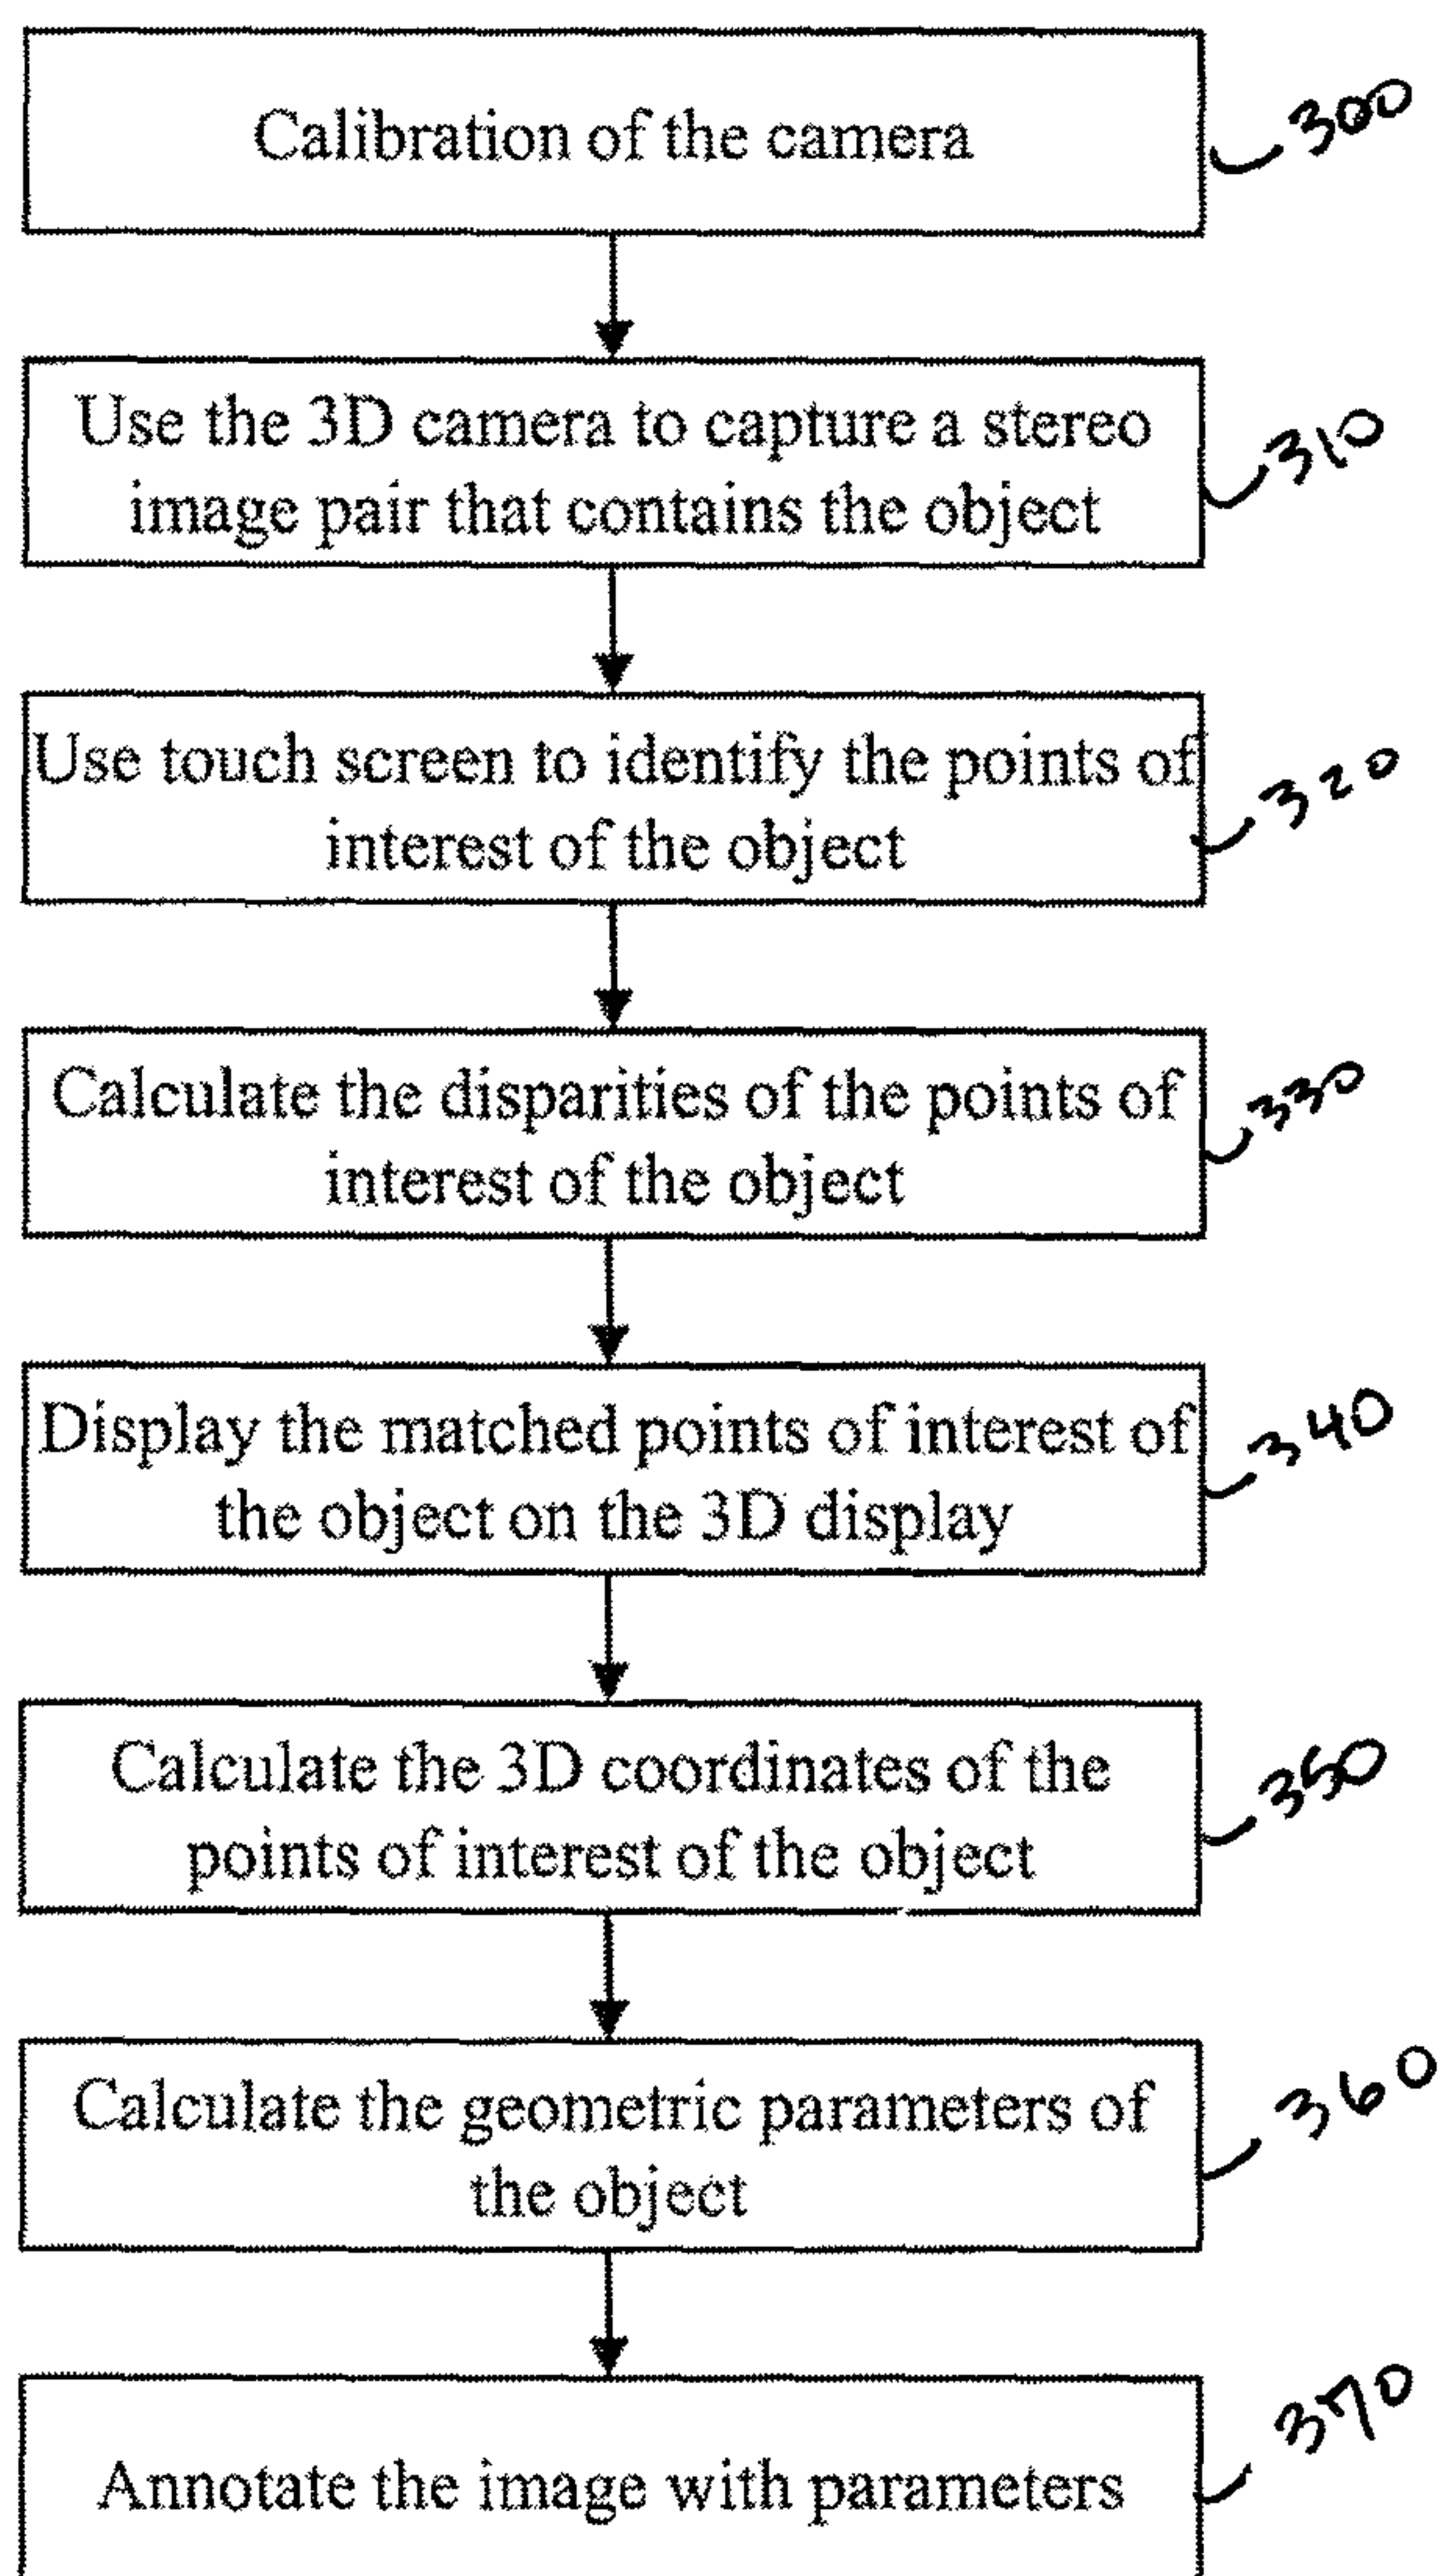 Calibration of the camera
300
Use the 3D camera to capture a stereo
image pair that contains the object
310
Use touch screen to identify the points of
interest of the object
320
Calculate the disparities of the points of
interest of the object
330
Display the matched points of interest of
the object on the 3D display
340
Calculate the 3D coordinates of the
points of interest of the object
350
Calculate the geometric parameters of
the object
360
Annotate the image with parameters
370